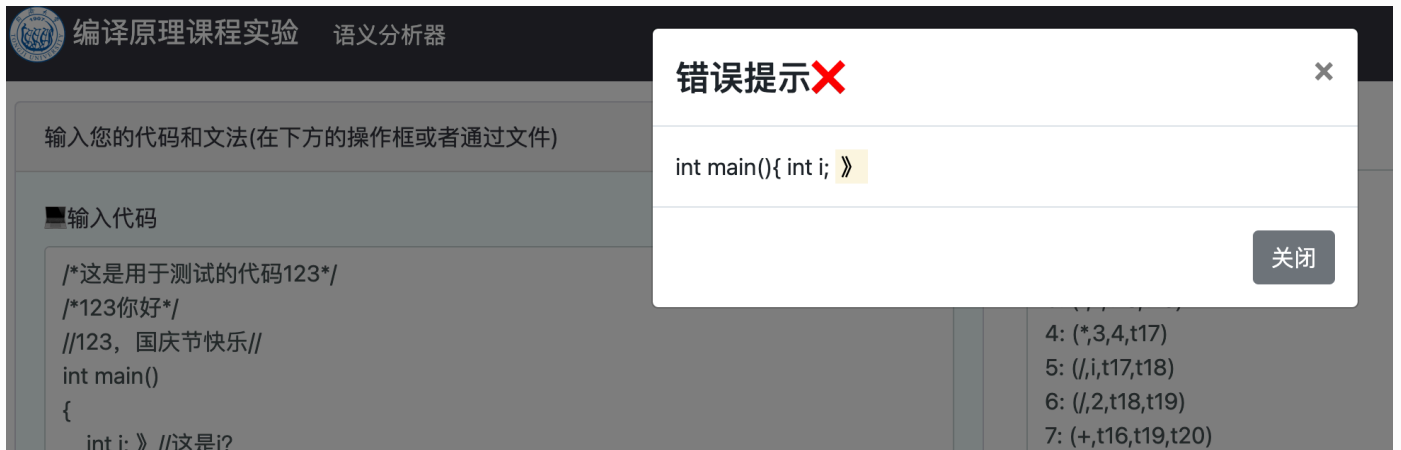 编译原理课程实验 语义分析器
错误提示❌ ×
int main(){ int i; 》
关闭
输入您的代码和文法(在下方的操作框或者通过文件)
💻输入代码
/*这是用于测试的代码123*/
/*123你好*/
//123，国庆节快乐//
int main()
{
int i; 》 //这是i?
4: (*,3,4,t17)
5: (/,i,t17,t18)
6: (/,2,t18,t19)
7: (+,t16,t19,t20)